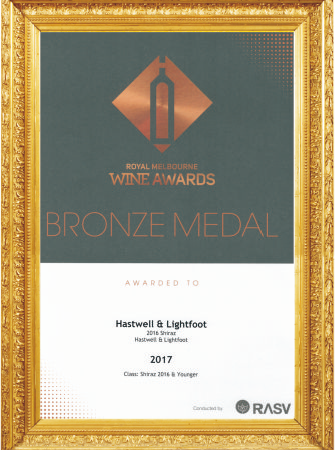 ROYAL MELBOURNE
WINE AWARDS
BRONZE MEDAL
AWARDED TO
Hastwell & Lightfoot
2016 Shiraz
Hastwell & Lightfoot
2017
Class: Shiraz 2016 & Younger
Conducted by
RASV